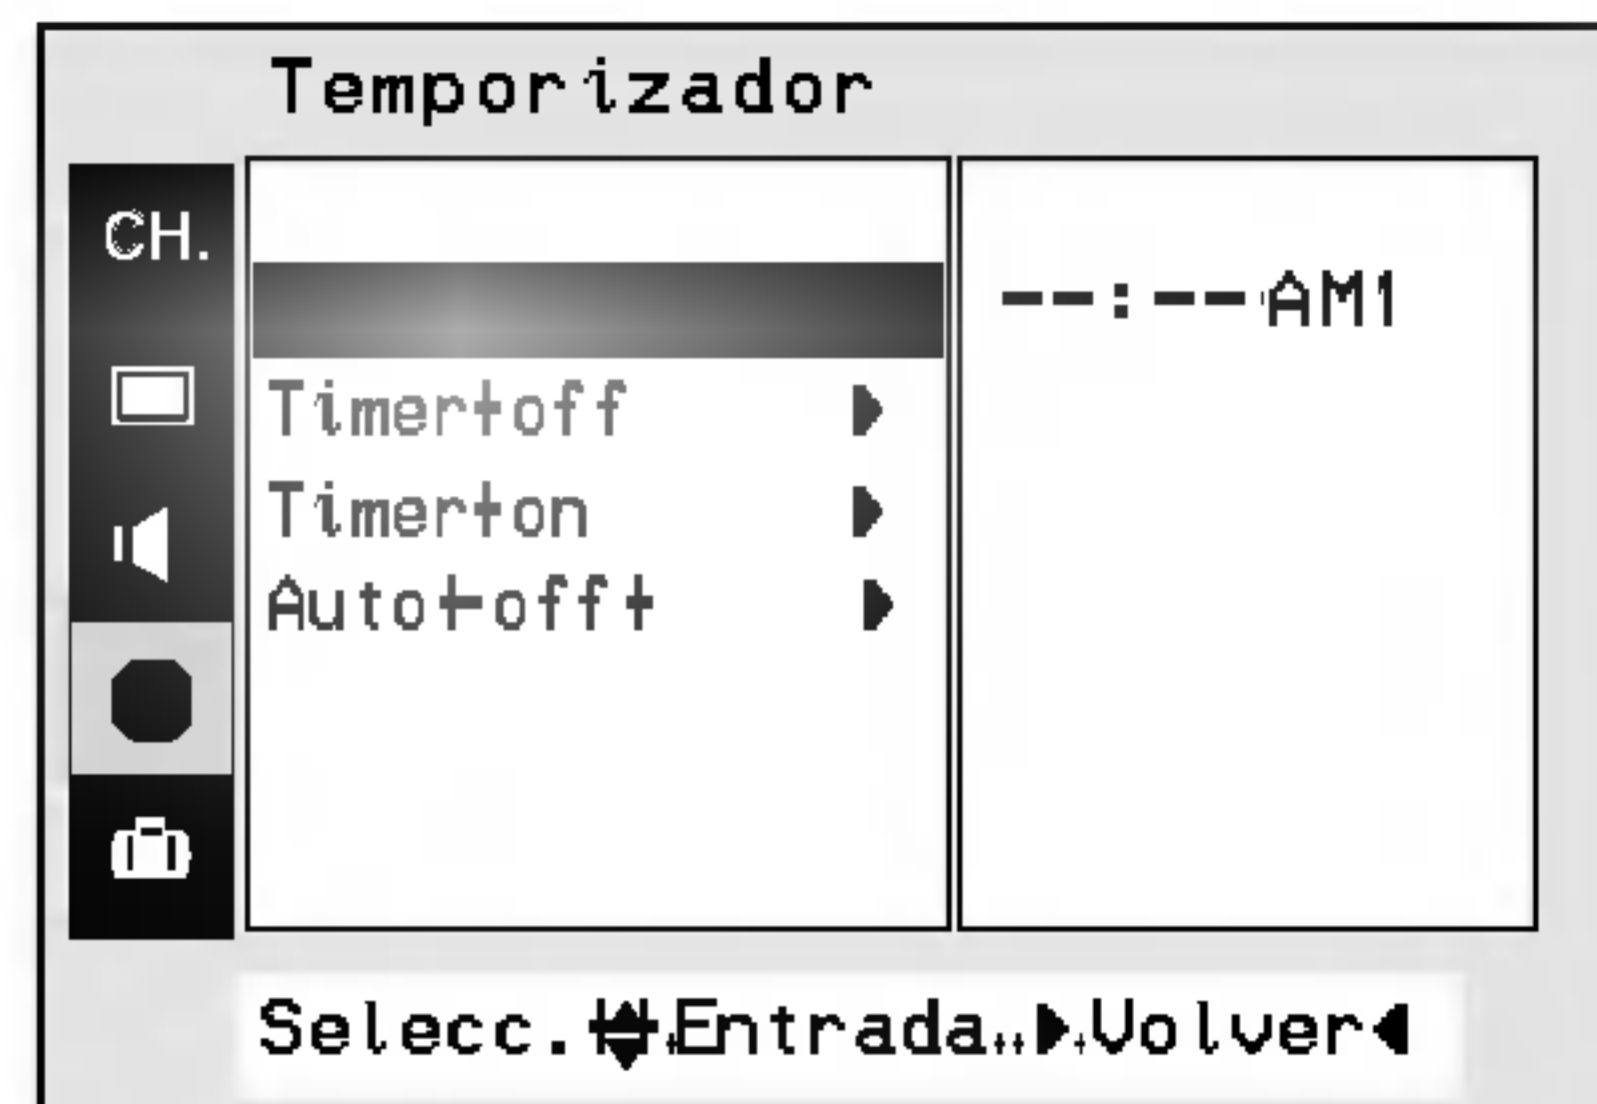 Temporizador
CH.
--:-- AM1
Timer off
Timer on
Auto off
Selecc. Entrada Volver